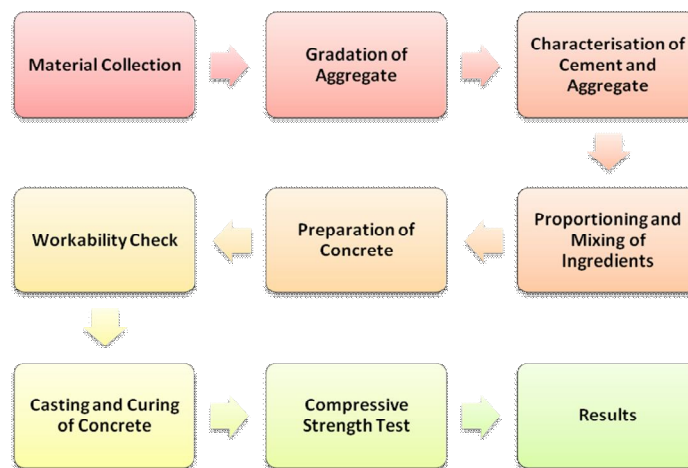 Material Collection
Gradation of
Aggregate
Characterisation of
Cement and
Aggregate
Proportioning and
Mixing of
Ingredients
Preparation of
Concrete
Workability Check
Casting and Curing
of Concrete
Compressive
Strength Test
Results